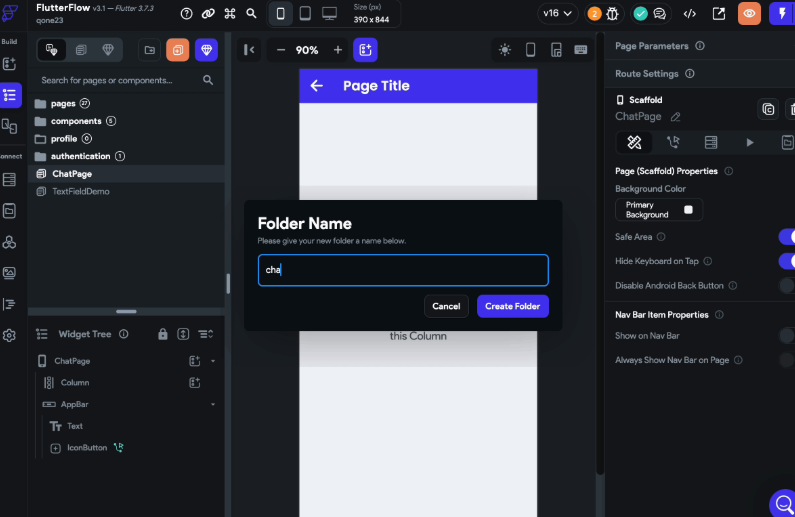 FlutterFlow v3.1 — Flutter 3.7.3
qone23
Size (px)
390 x 844
v16
2
Build
90%
Page Parameters
Route Settings
Search for pages or components...
pages 27
components 5
profile 0
authentication 1
ChatPage
TextFieldDemo
onnect
Page Title
Scaffold
ChatPage
Page (Scaffold) Properties
Background Color
Primary
Background
Safe Area
Hide Keyboard on Tap
Disable Android Back Button
Nav Bar Item Properties
Show on Nav Bar
Always Show Nav Bar on Page
Folder Name
Please give your new folder a name below.
cha
Cancel
Create Folder
this Column
Widget Tree
ChatPage
Column
AppBar
Tt Text
IconButton